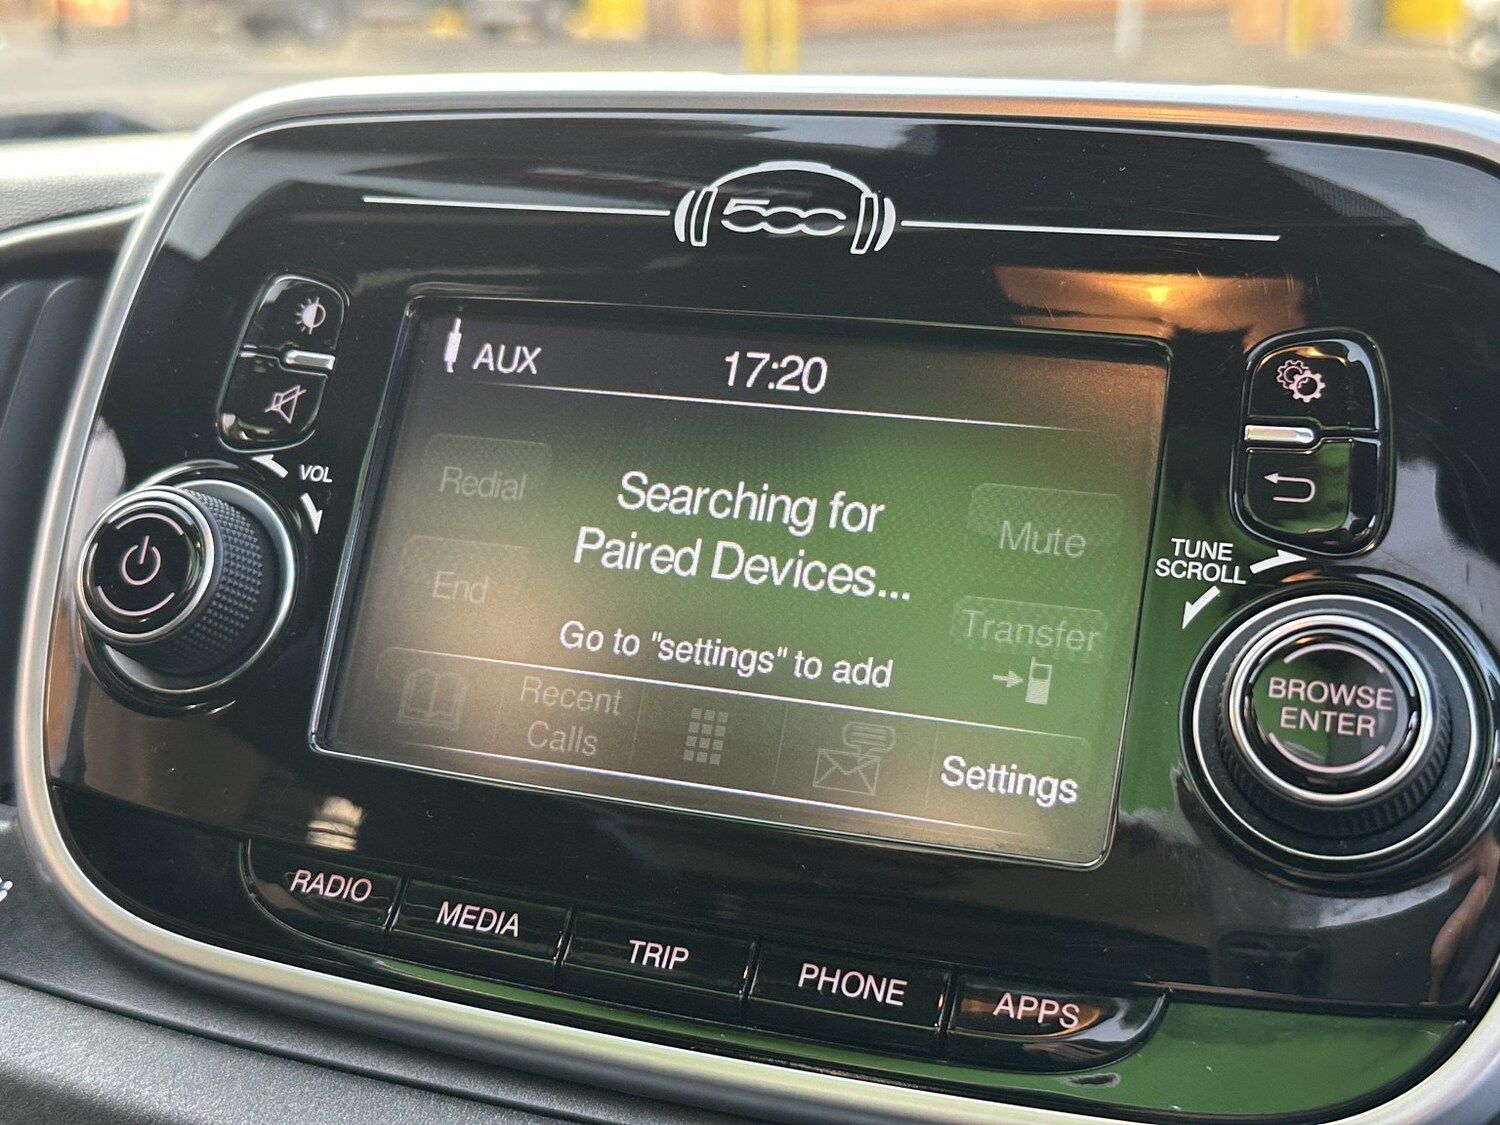 500
AUX
17:20
VOL
Redial
Searching for
Paired Devices...
Mute
TUNE
SCROLL
End
Go to "settings" to add
Transfer
Recent
Calls
Settings
BROWSE
ENTER
RADIO
MEDIA
TRIP
PHONE
APPS